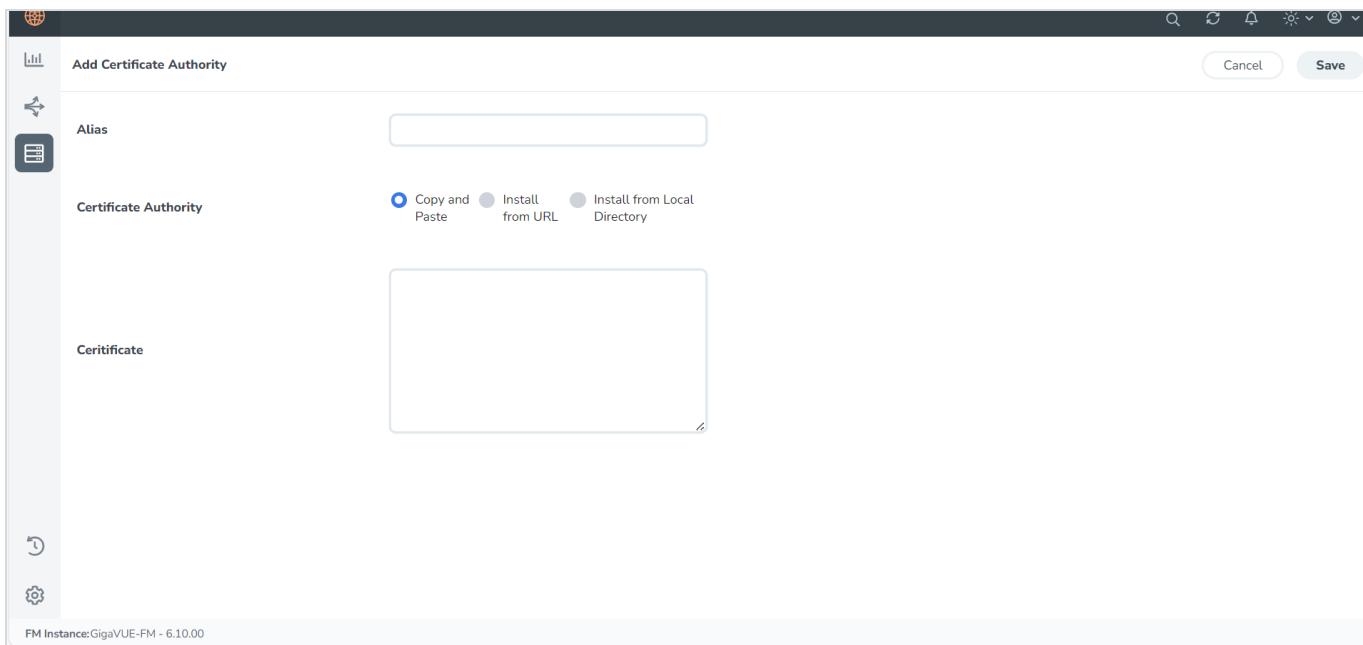 Add Certificate Authority
Cancel
Save
Alias
Certificate Authority
Copy and
Paste
Install
from URL
Install from Local
Directory
Ceritificate
FM Instance:GigaVUE-FM - 6.10.00